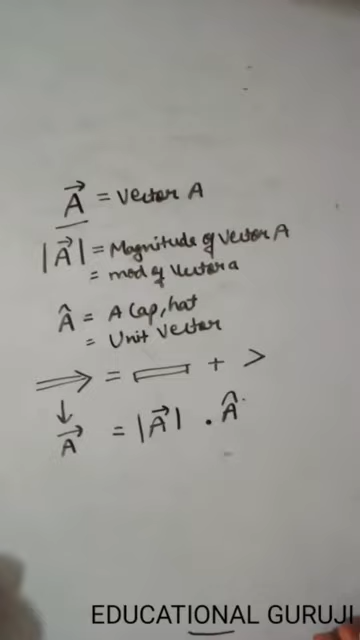 A⃗ = Vector A
|A⃗| = Magnitude of Vector A
= mod of Vector a
Â = A Cap, hat
= Unit Vector
⇒ = ▭ + >
↓
A⃗ = |A⃗| . Â
EDUCATIONAL GURUJI